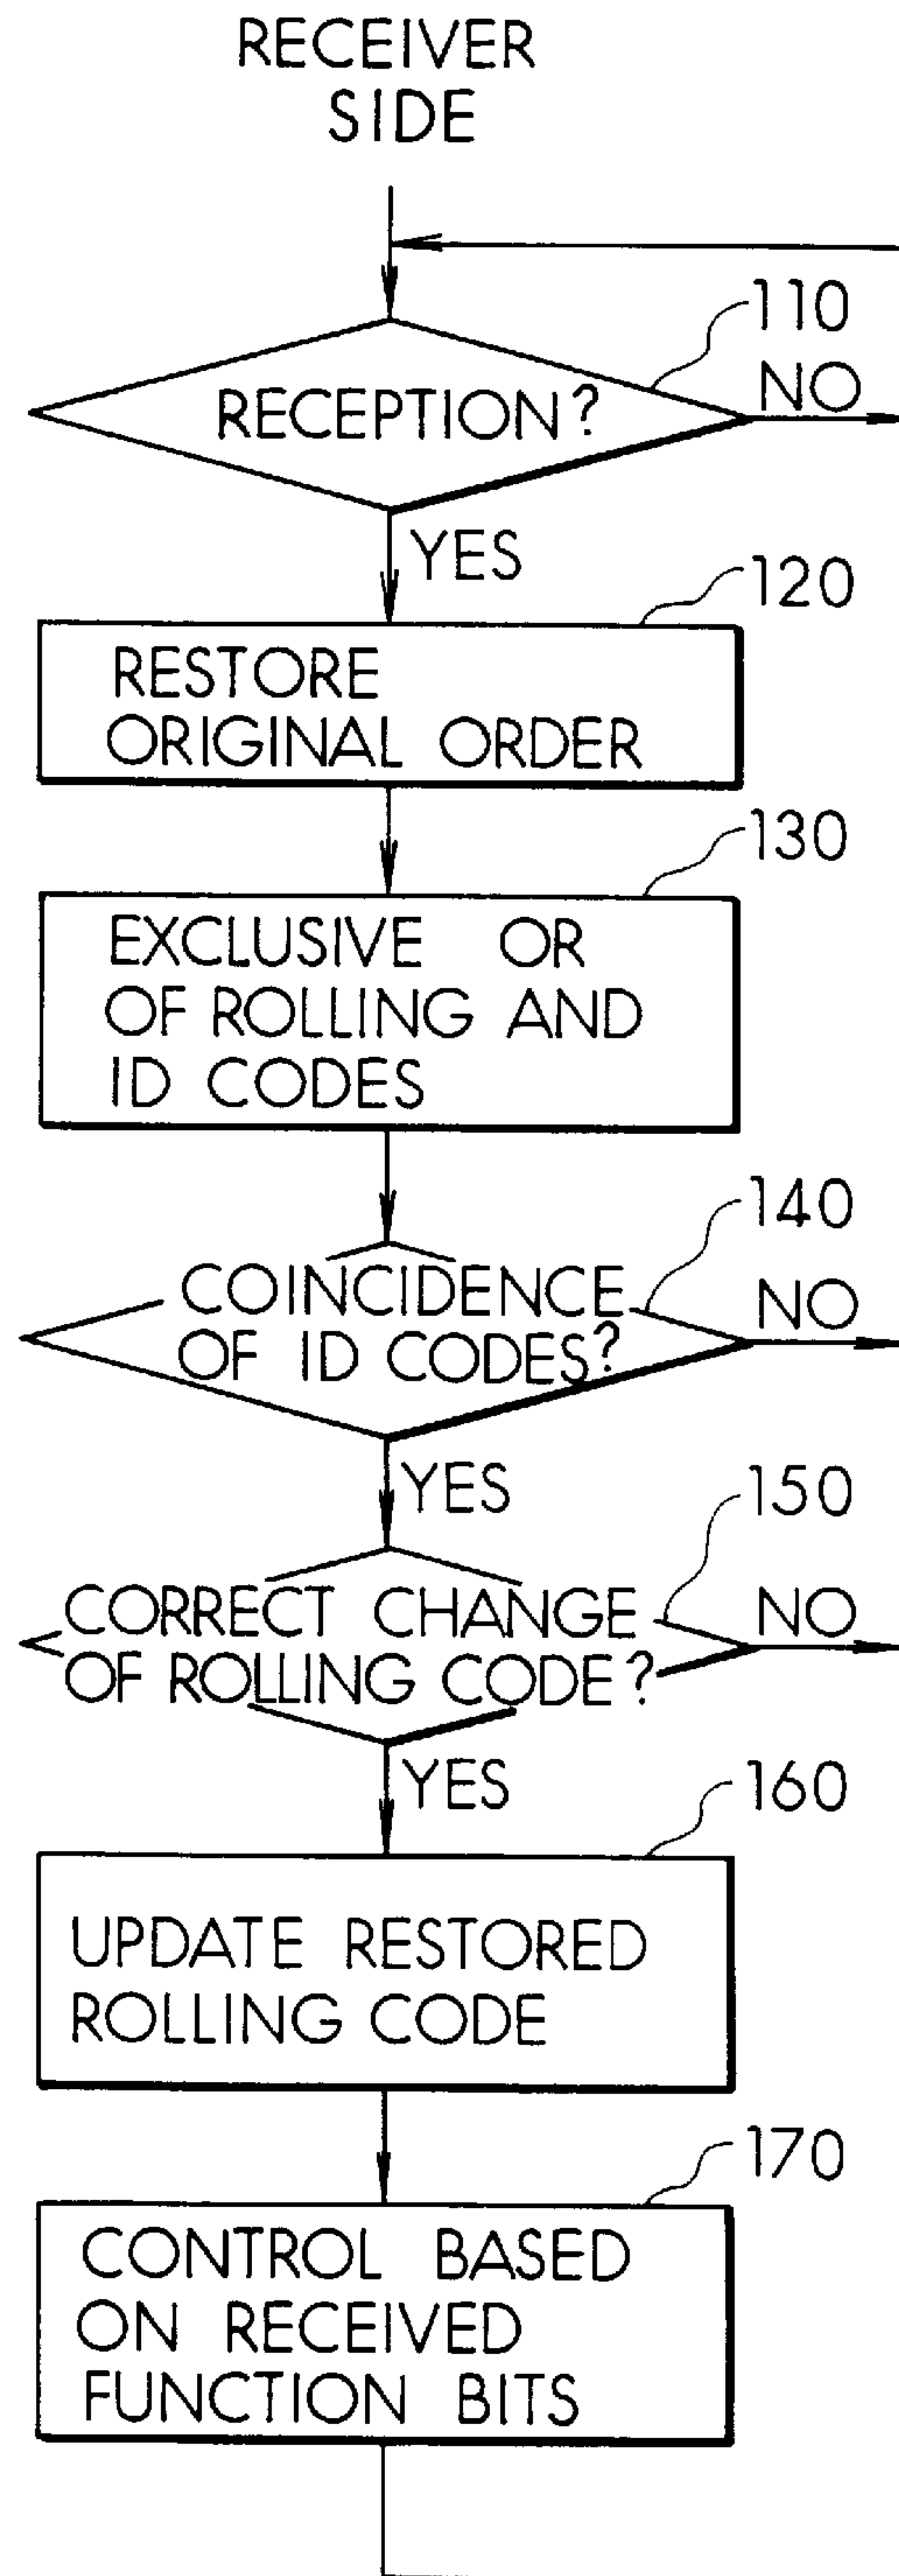 RECEIVER
SIDE
110
RECEPTION?
NO
YES
120
RESTORE
ORIGINAL ORDER
130
EXCLUSIVE OR
OF ROLLING AND
ID CODES
140
COINCIDENCE
OF ID CODES?
NO
YES
150
CORRECT CHANGE
OF ROLLING CODE?
NO
YES
160
UPDATE RESTORED
ROLLING CODE
170
CONTROL BASED
ON RECEIVED
FUNCTION BITS